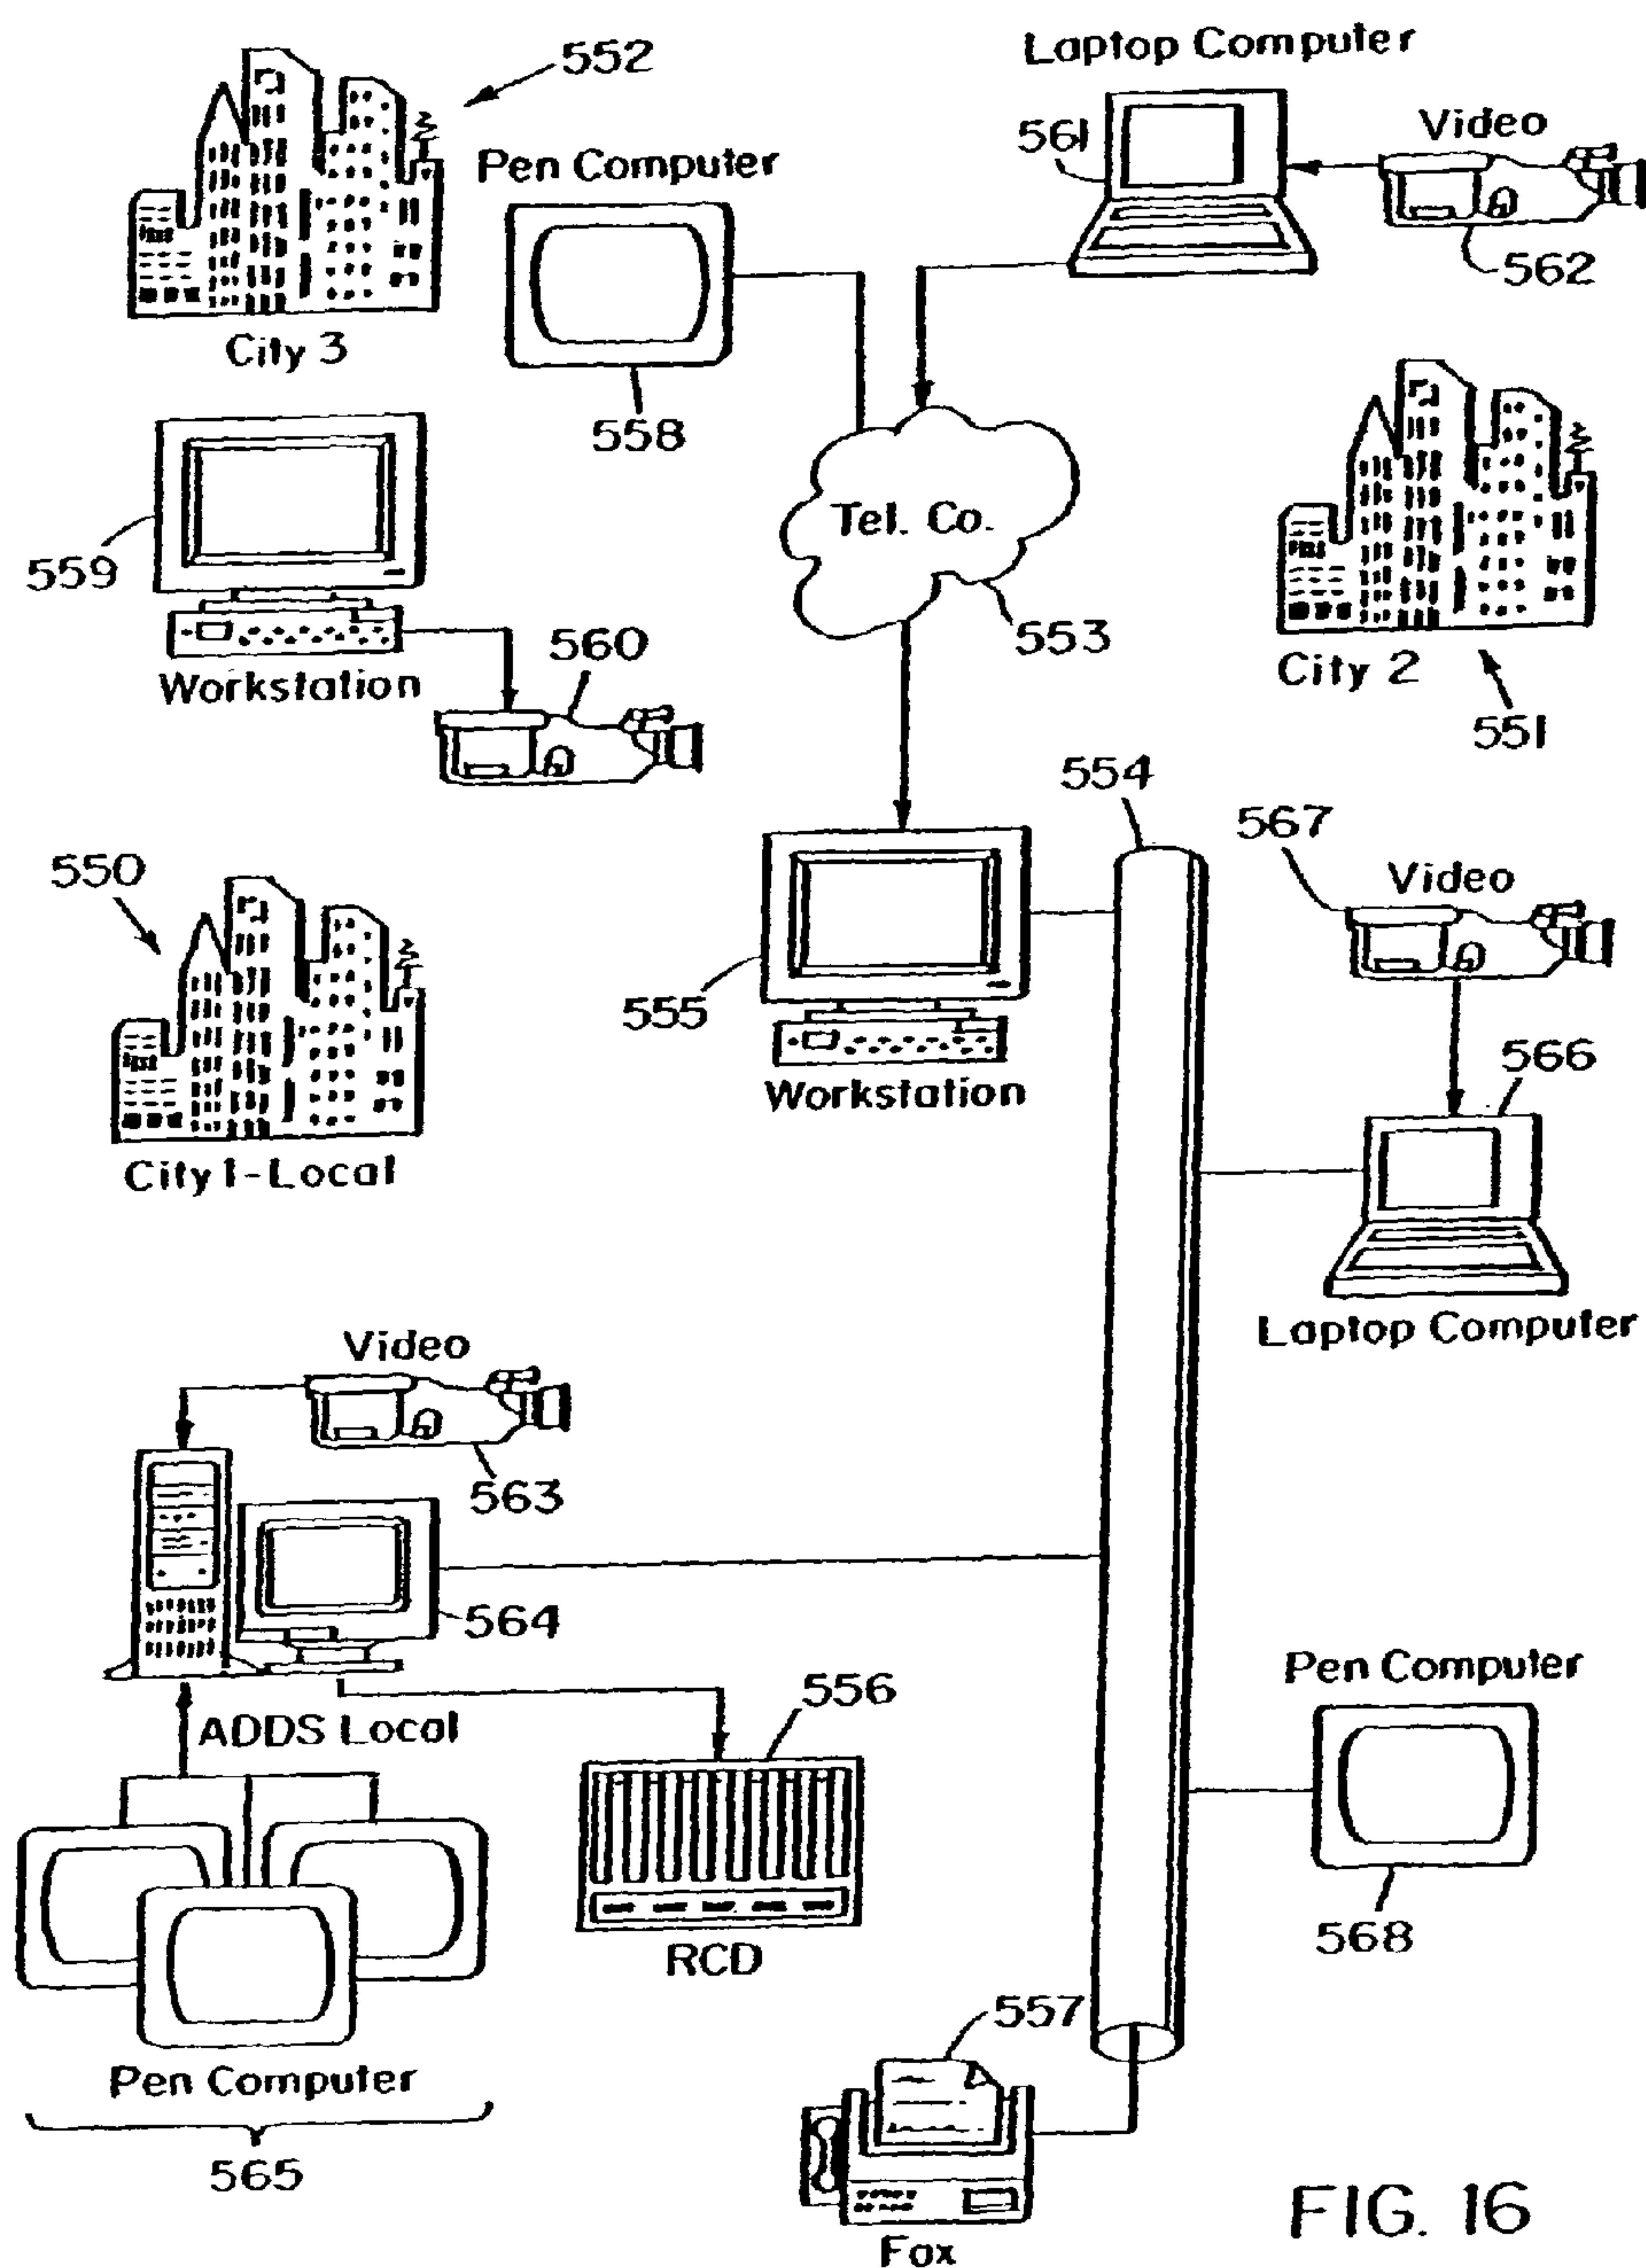 552
Laptop Computer
561
Video
Pen Computer
562
City 3
558
Tel. Co.
559
553
560
Workstation
City 2
551
554
567
Video
550
555
566
Workstation
City 1-Local
Laptop Computer
Video
563
564
Pen Computer
556
ADDS Local
568
RCD
557
Pen Computer
565
Fax
FIG. 16